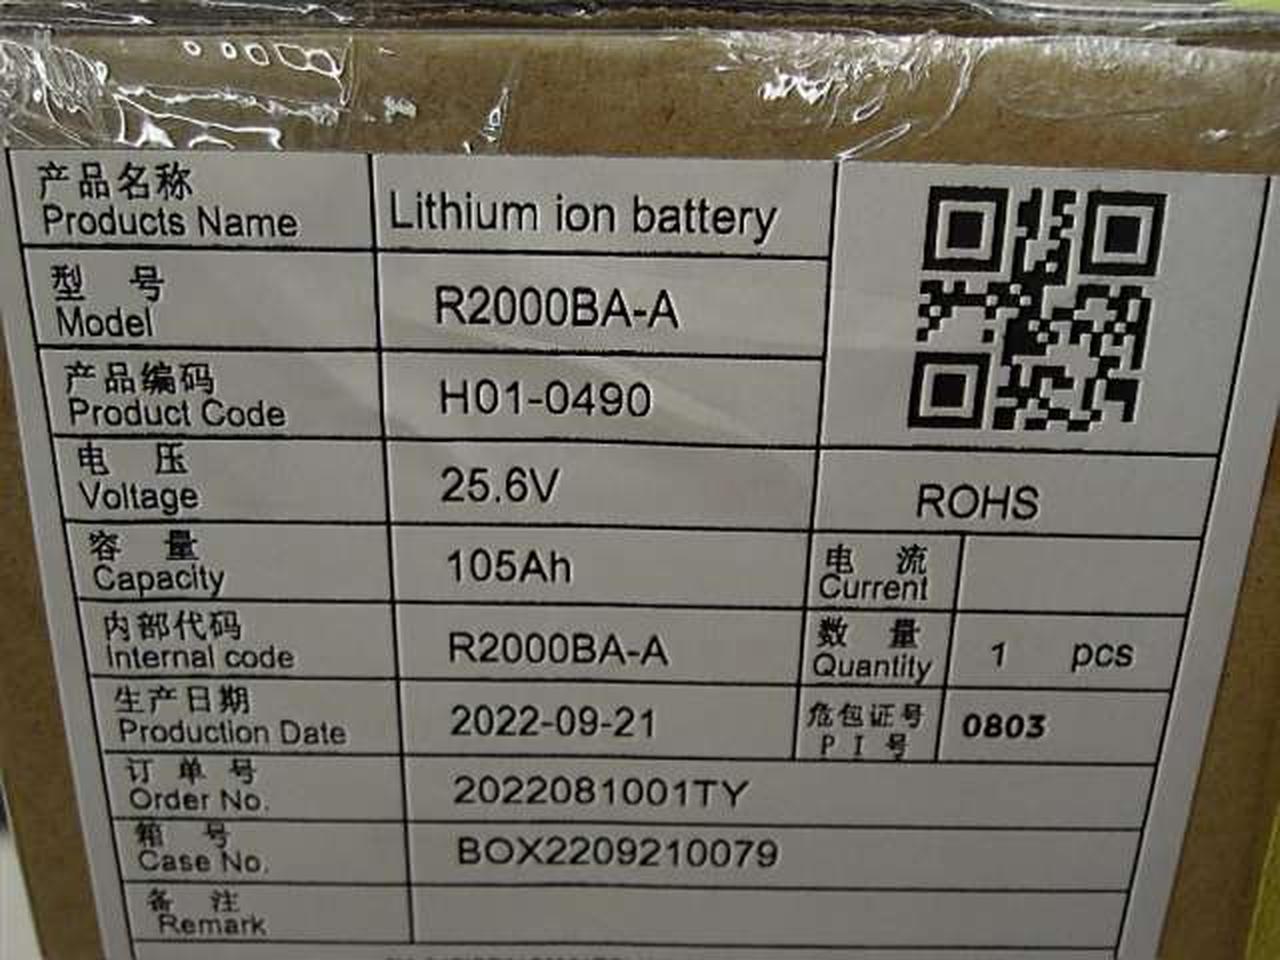 产品名称
Products Name
Lithium ion battery
型 号
Model
R2000BA-A
产品编码
Product Code
H01-0490
电 压
Voltage
25.6V
ROHS
容 量
Capacity
105Ah
电 流
Current
内部代码
Internal code
R2000BA-A
数 量
Quantity
1 pcs
生产日期
Production Date
2022-09-21
危包证号
P I 号
0803
订 单 号
Order No.
2022081001TY
箱 号
Case No.
BOX2209210079
备 注
Remark